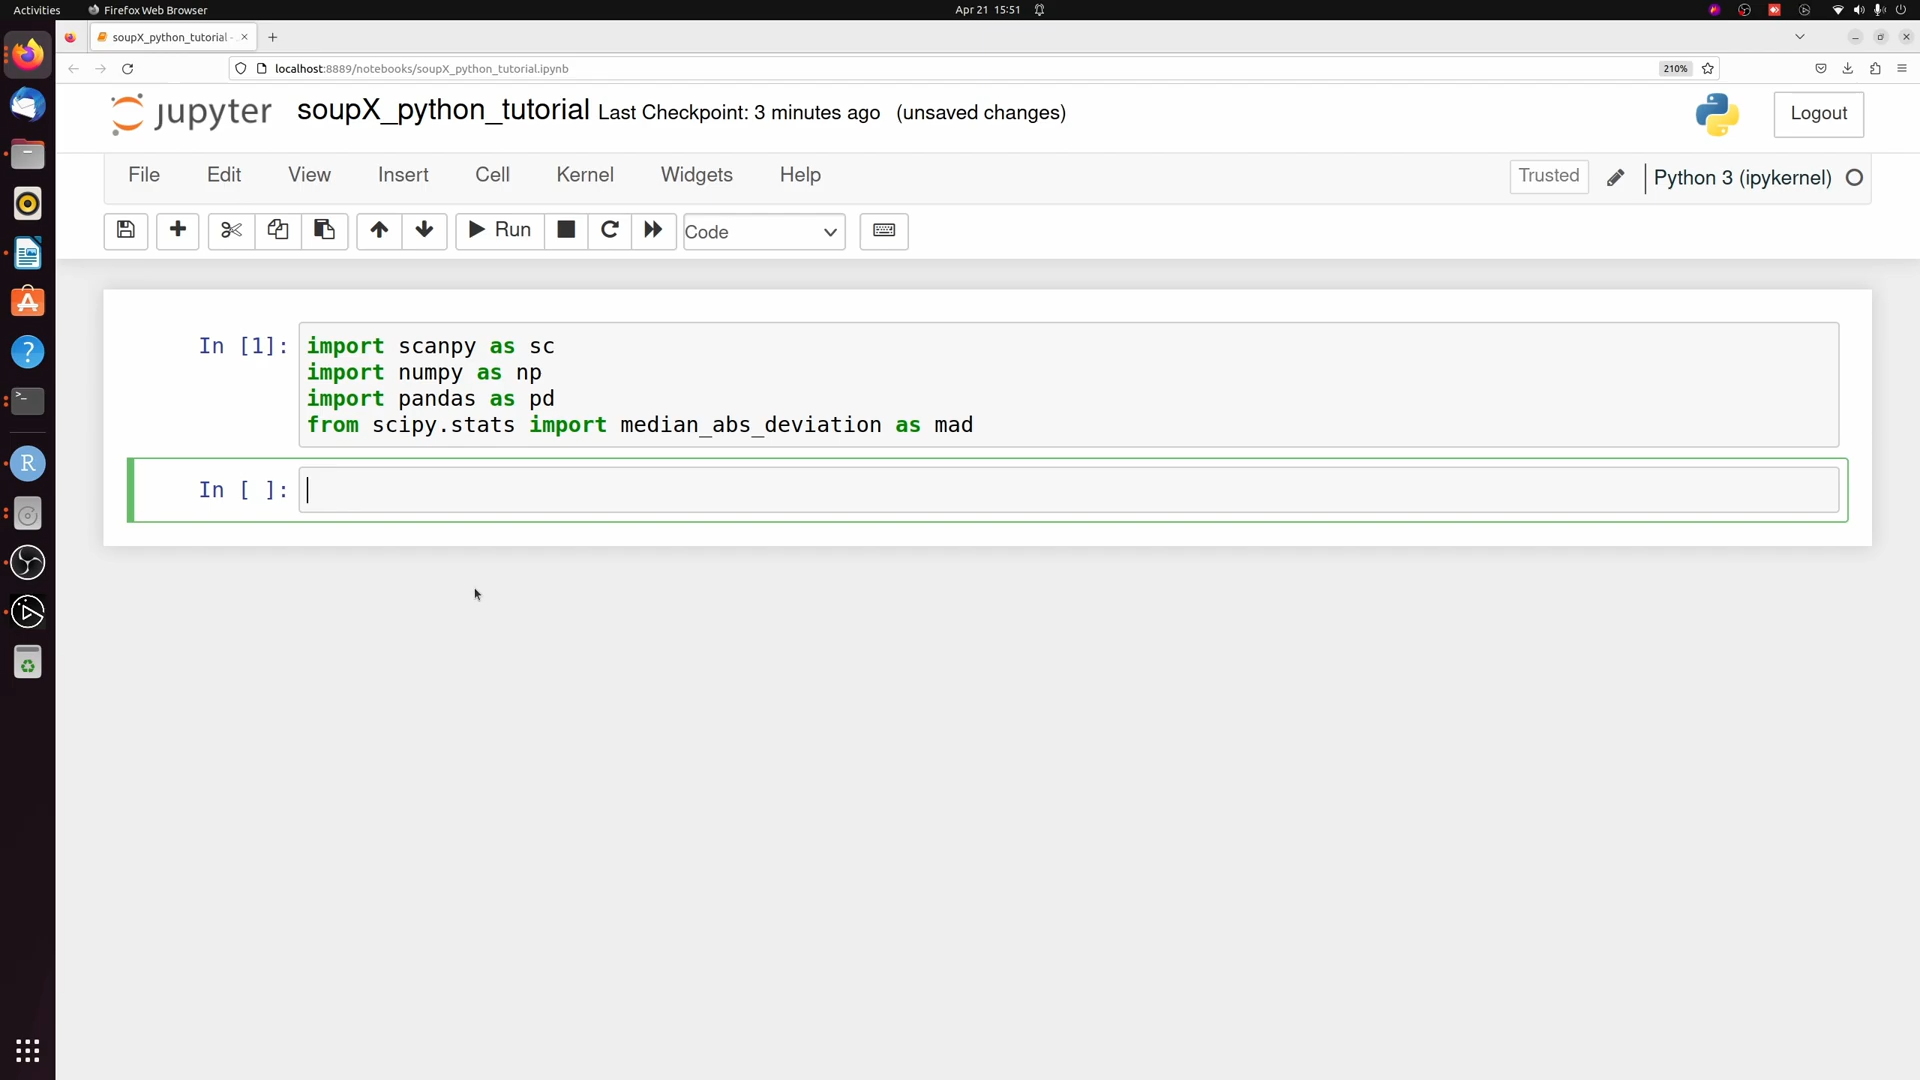 Activities
Firefox Web Browser
Apr 21 15:51
soupX_python_tutorial -
localhost:8889/notebooks/soupX_python_tutorial.ipynb
210%
jupyter
soupX_python_tutorial Last Checkpoint: 3 minutes ago (unsaved changes)
Logout
File Edit View Insert Cell Kernel Widgets Help
Trusted
Python 3 (ipykernel)
Run
Code
In [1]:
import scanpy as sc
import numpy as np
import pandas as pd
from scipy.stats import median_abs_deviation as mad
In [ ]: